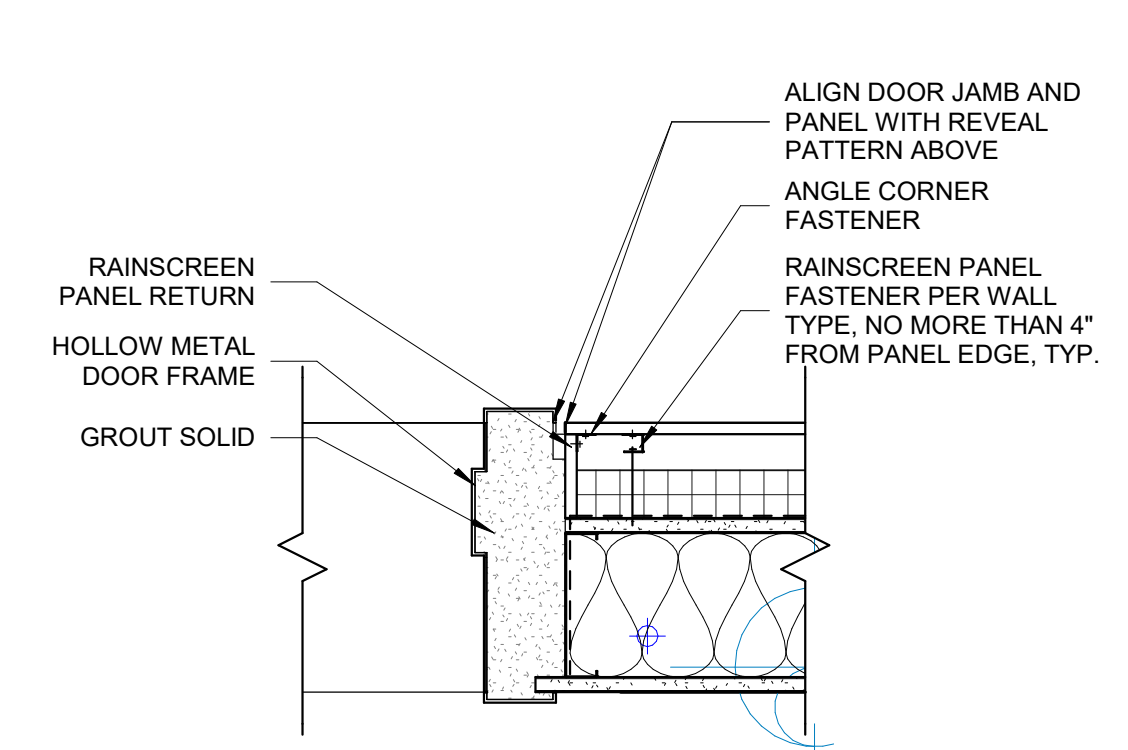 ALIGN DOOR JAMB AND
PANEL WITH REVEAL
PATTERN ABOVE
ANGLE CORNER
FASTENER
RAINSCREEN PANEL
FASTENER PER WALL
TYPE, NO MORE THAN 4"
FROM PANEL EDGE, TYP.
RAINSCREEN
PANEL RETURN
HOLLOW METAL
DOOR FRAME
GROUT SOLID